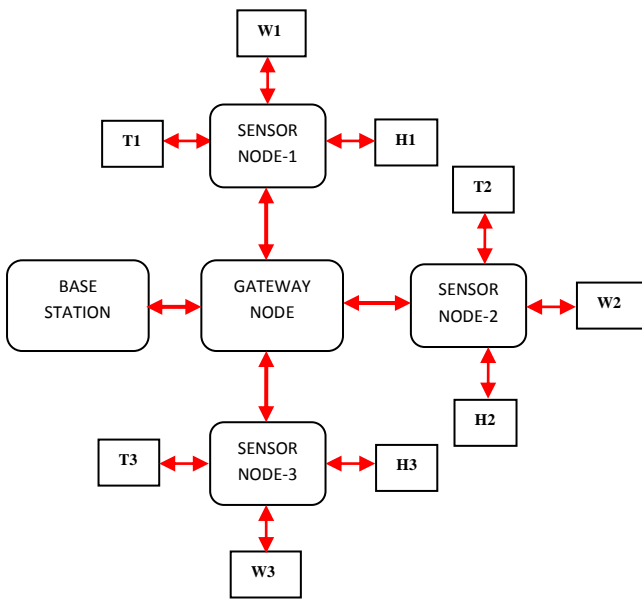 W1
T1
SENSOR
NODE-1
H1
T2
BASE
STATION
GATEWAY
NODE
SENSOR
NODE-2
W2
H2
T3
SENSOR
NODE-3
H3
W3